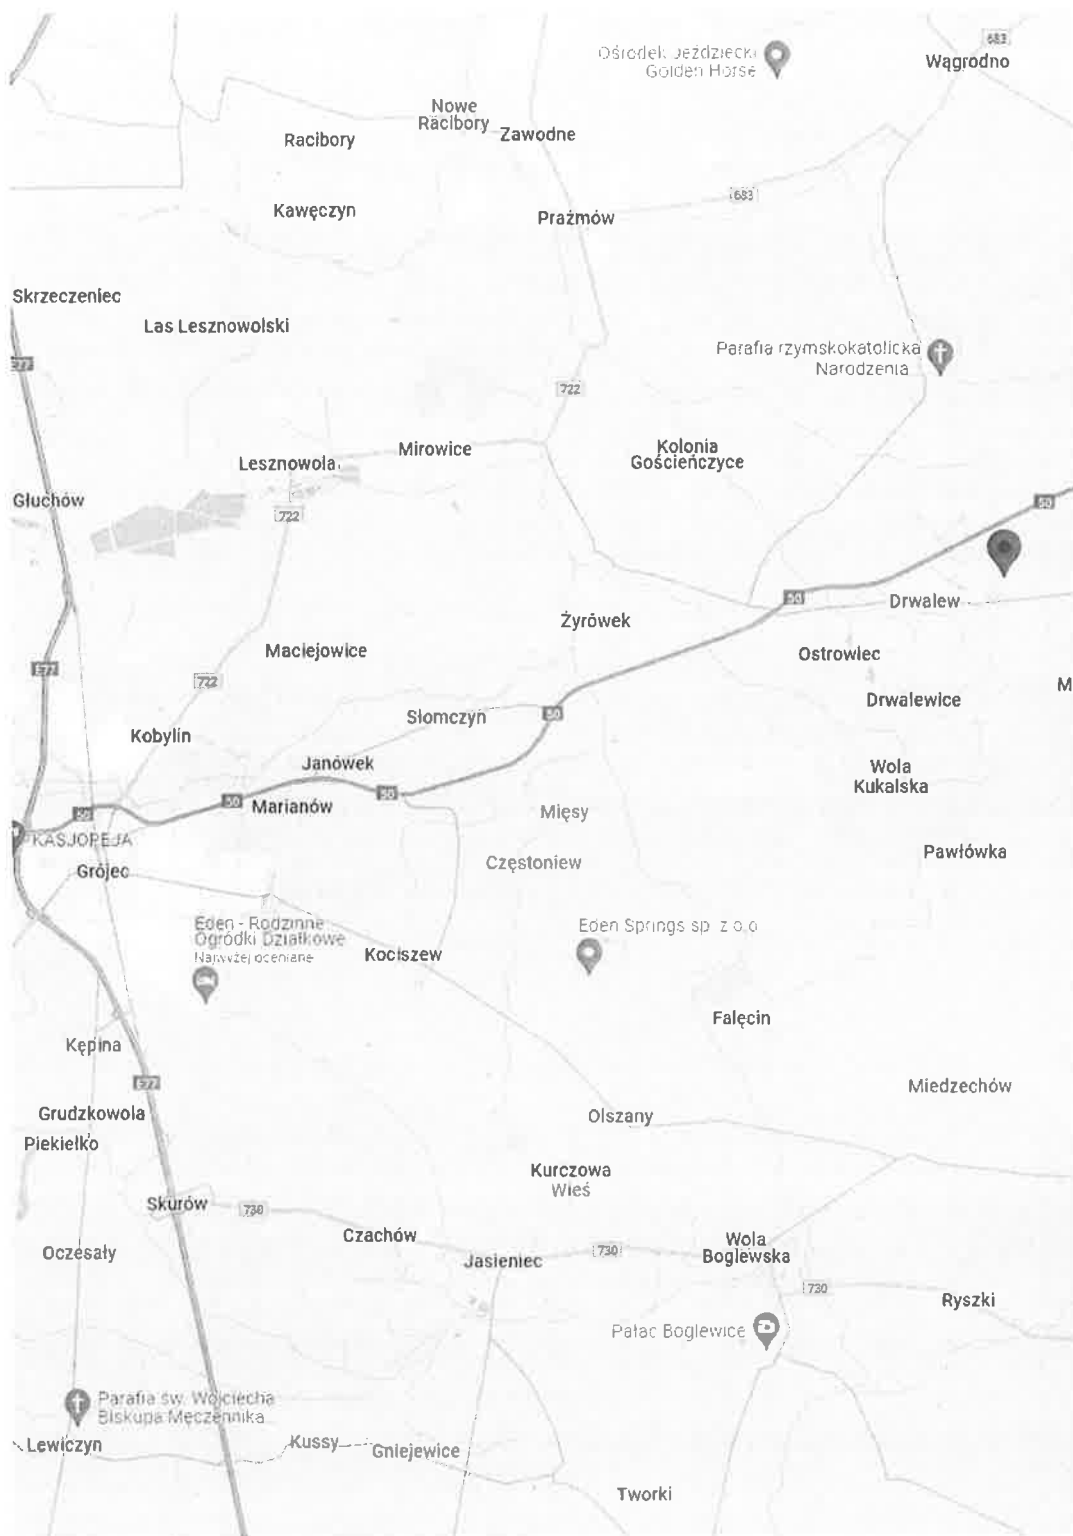 683
Ośrodek Jeździecki
Golden Horse
Wągrodno
Nowe
Racibory
Racibory
Zawodne
683
Kawęczyn
Prażmów
Skrzeczeniec
Las Lesznowolski
E77
Parafia rzymskokatolicka
Narodzenia
722
Kolonia
Gościeńczyce
Mirowice
Lesznowola
Głuchów
50
722
50
Drwalew
Żyrówek
Maciejowice
Ostrowiec
E77
722
M
Drwalewice
Słomczyn
50
Kobylin
Janówek
Wola
Kukalska
50
50
Marianów
50
Mięsy
KASJOPEJA
Pawłówka
Częstoniew
Grójec
Eden - Rodzinne
Ogródki Działkowe
Najwyżej oceniane
Eden Springs sp. z o.o
Kociszew
Falęcin
Kępina
E77
Miedzechów
Grudzkowola
Olszany
Piekiełko
Kurczowa
Wieś
Skurów
730
Czachów
Wola
Boglewska
Oczesały
730
Jasieniec
730
Ryszki
Pałac Boglewice
Parafia św. Wojciecha
Biskupa Męczennika
Lewiczyn
Kussy
Gniejewice
Tworki